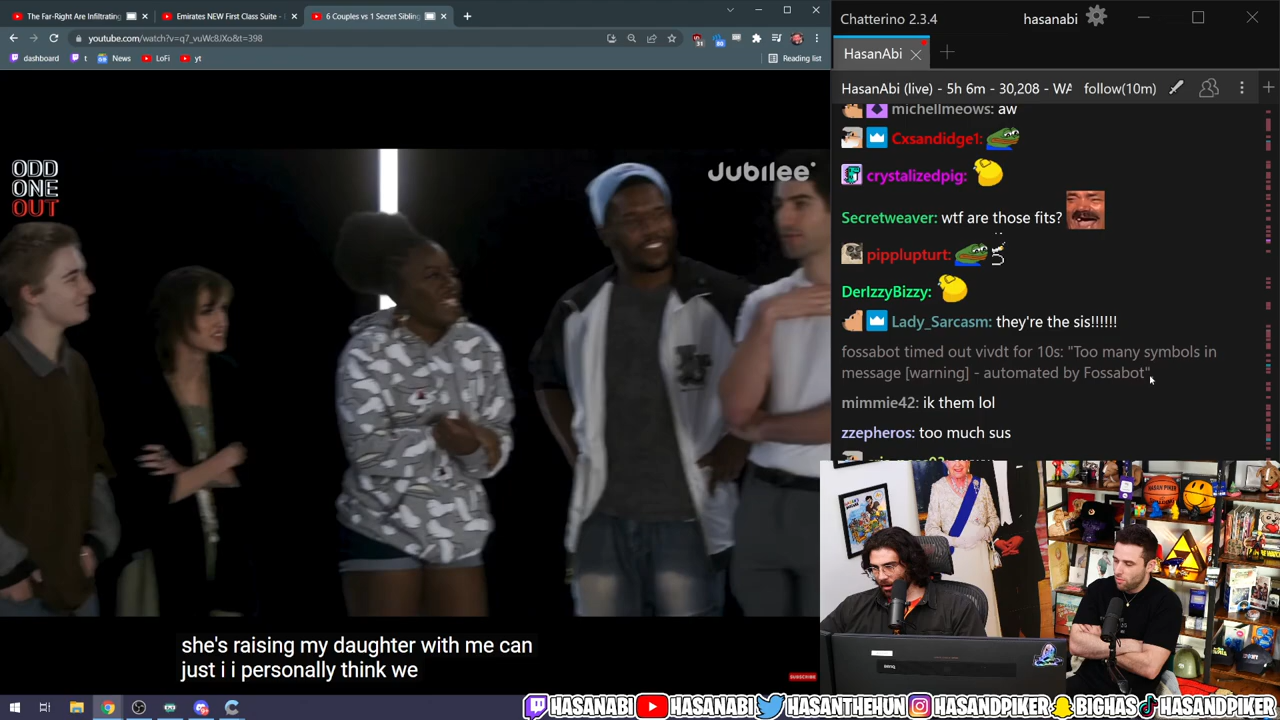 The Far-Right Are Infiltrating
Emirates NEW First Class Suite -
6 Couples vs 1 Secret Sibling
youtube.com/watch?v=q7_vuWc8JXo&t=398
dashboard
t
News
LoFi
yt
Reading list
ODD
ONE
OUT
Jubilee
she's raising my daughter with me can
just i i personally think we
SUBSCRIBE
Chatterino 2.3.4
hasanabi
HasanAbi
HasanAbi (live) - 5h 6m - 30,208 - WA
follow(10m)
michellmeows: aw
Cxsandidge1:
crystalizedpig:
Secretweaver: wtf are those fits?
pipplupturt:
DerIzzyBizzy:
Lady_Sarcasm: they're the sis!!!!!!
fossabot timed out vivdt for 10s: "Too many symbols in
message [warning] - automated by Fossabot"
mimmie42: ik them lol
zzepheros: too much sus
HASANABI
HASANABI
HASANTHEHUN
HASANDPIKER
BIGHAS
HASANDPIKER